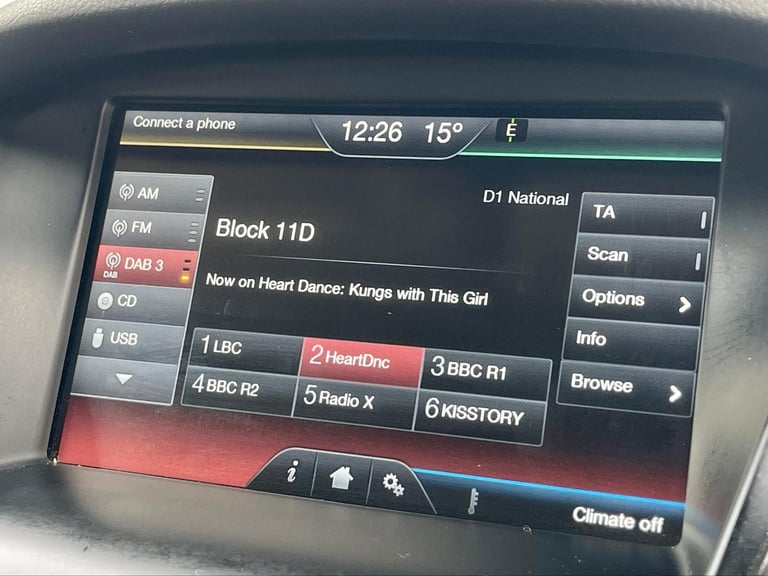 Connect a phone
12:26 15º E
D1 National
AM
FM
DAB 3
DAB
CD
USB
Block 11D
Now on Heart Dance: Kungs with This Girl
1 LBC
2 HeartDnc
3 BBC R1
4 BBC R2
5 Radio X
6 KISSTORY
TA
Scan
Options
Info
Browse
i
Climate off